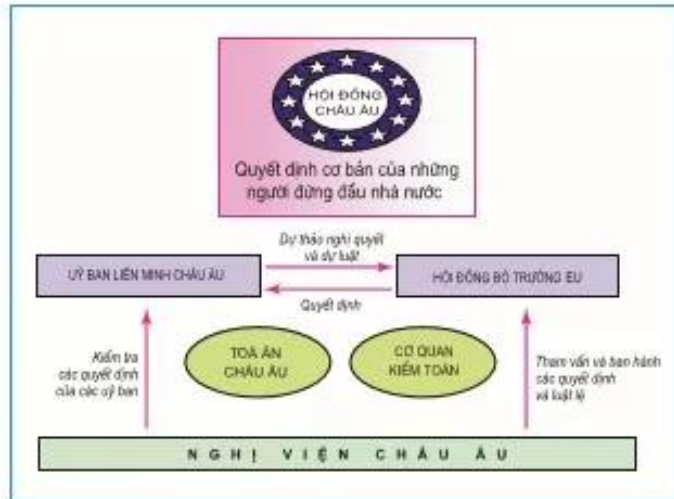 HỘI ĐỒNG
CHÂU ÂU
Quyết định cơ bản của những
người đứng đầu nhà nước
Dự thảo nghị quyết
và dự luật
UỶ BAN LIÊN MINH CHÂU ÂU
HỘI ĐỒNG BỘ TRƯỞNG EU
Quyết định
Kiểm tra
các quyết định
của các uỷ ban
TOÀ ÁN
CHÂU ÂU
CƠ QUAN
KIỂM TOÁN
Tham vấn và ban hành
các quyết định
và luật lệ
NGHỊ VIỆN CHÂU ÂU